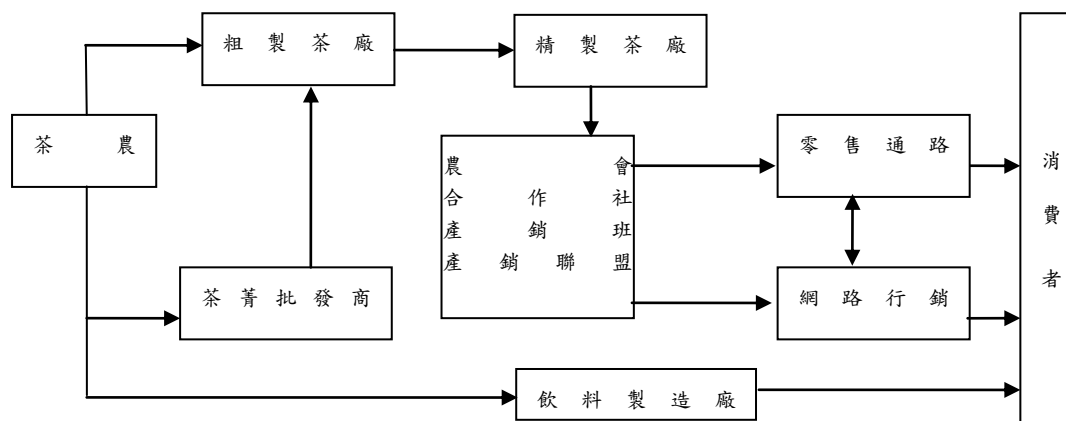 粗製茶廠
精製茶廠
茶農
農會
合作社
產銷班
產銷聯盟
零售通路
消費者
茶菁批發商
網路行銷
飲料製造廠